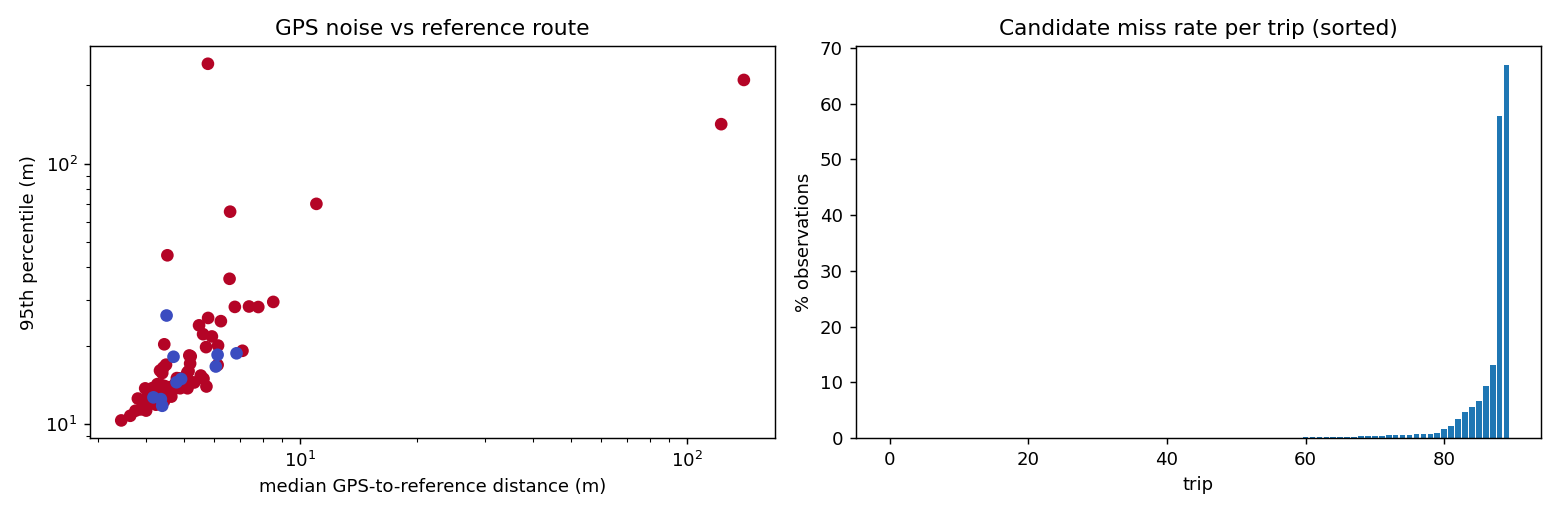 GPS noise vs reference route
95th percentile (m)
10²
10¹
10¹
10²
median GPS-to-reference distance (m)
Candidate miss rate per trip (sorted)
% observations
70
60
50
40
30
20
10
0
0
20
40
60
80
trip